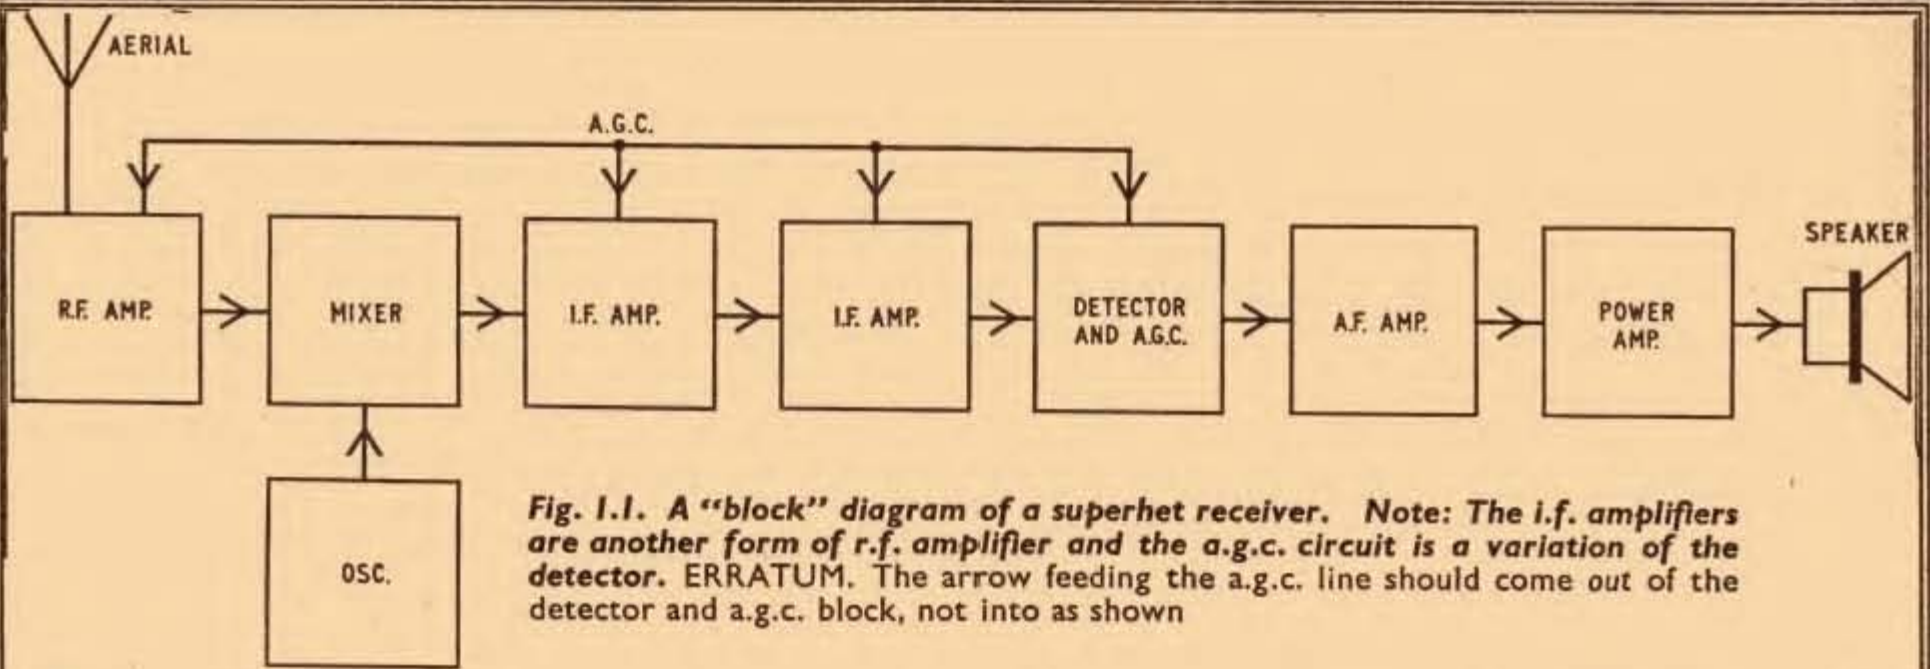 AERIAL
A.G.C.
SPEAKER
R.F. AMP.
MIXER
I.F. AMP.
I.F. AMP.
DETECTOR
AND A.G.C.
A.F. AMP.
POWER
AMP.
OSC.
Fig. 1.1. A “block” diagram of a superhet receiver. Note: The i.f. amplifiers
are another form of r.f. amplifier and the a.g.c. circuit is a variation of the
detector. ERRATUM. The arrow feeding the a.g.c. line should come out of the
detector and a.g.c. block, not into as shown